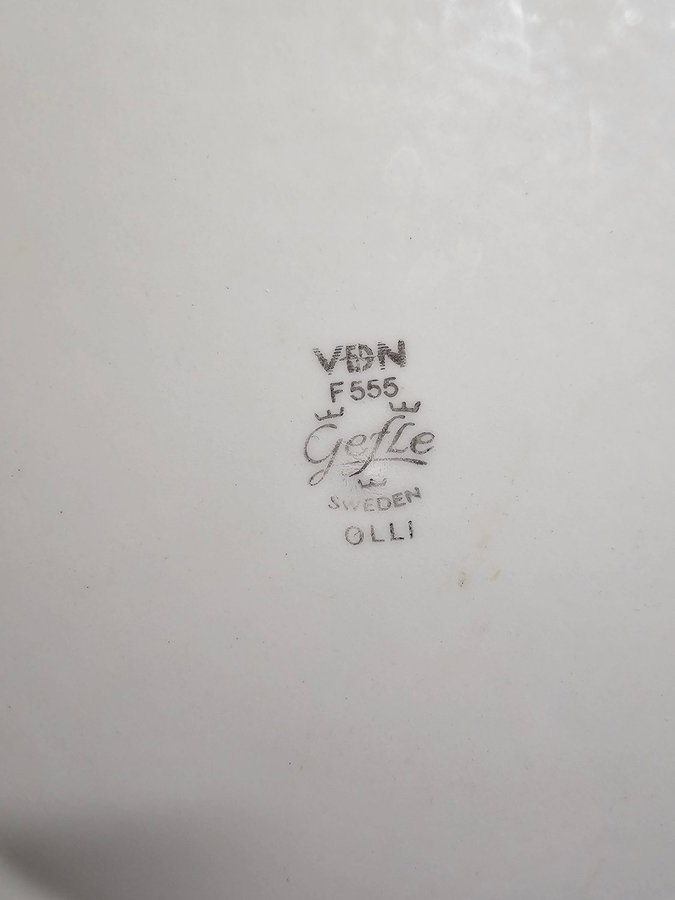 VDN
F555
Gefle
SWEDEN
OLLI